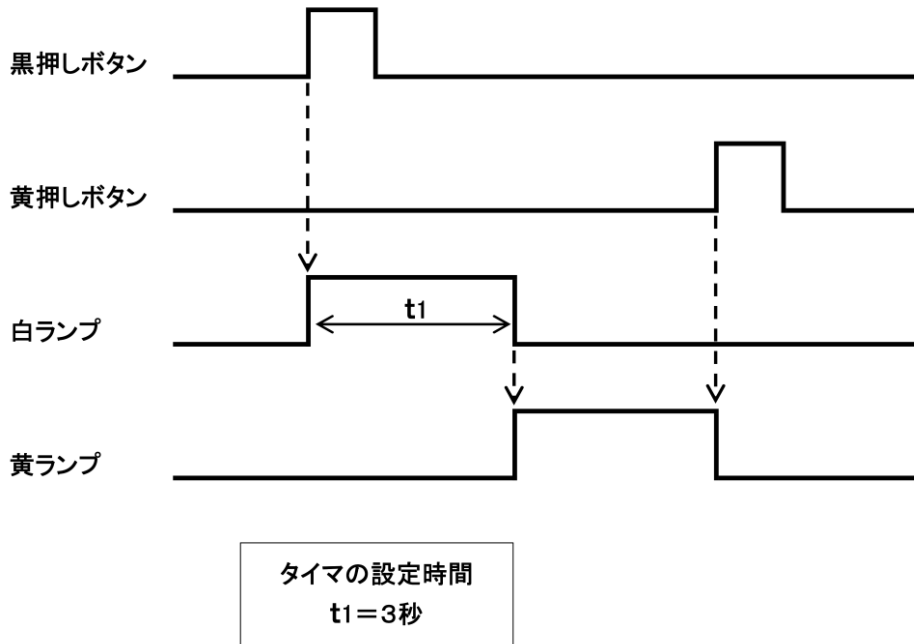 黒押しボタン
黄押しボタン
白ランプ
t1
黄ランプ
タイマの設定時間
t1=3秒